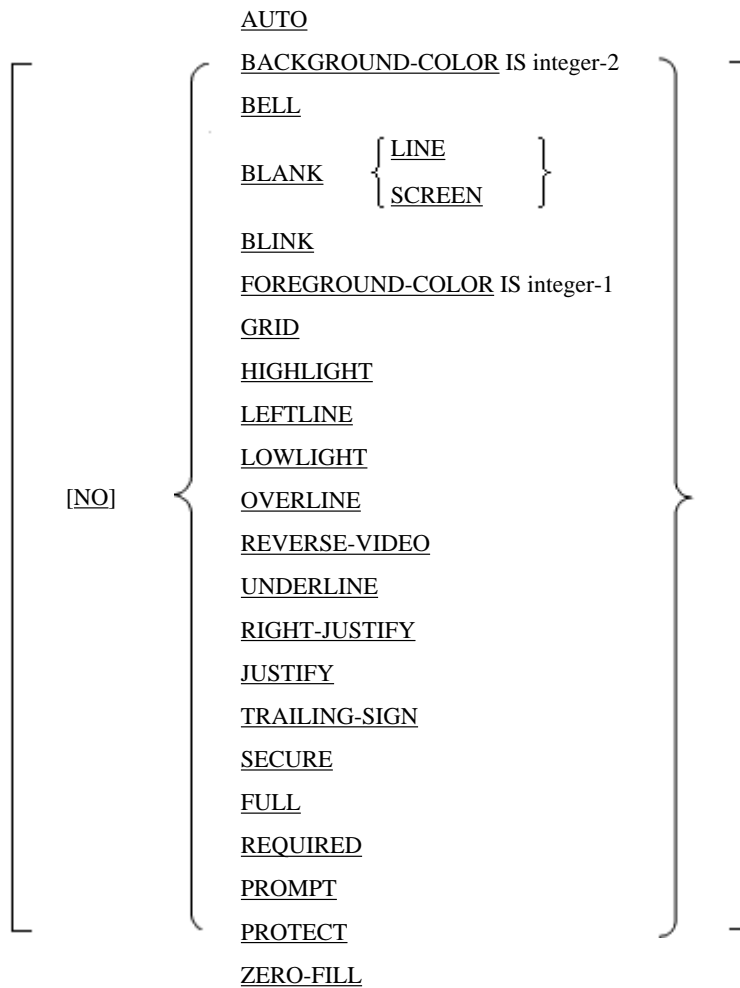 AUTO
BACKGROUND-COLOR IS integer-2
BELL
BLANK LINE
SCREEN
BLINK
FOREGROUND-COLOR IS integer-1
GRID
HIGHLIGHT
LEFTLINE
LOWLIGHT
[NO] OVERLINE
REVERSE-VIDEO
UNDERLINE
RIGHT-JUSTIFY
JUSTIFY
TRAILING-SIGN
SECURE
FULL
REQUIRED
PROMPT
PROTECT
ZERO-FILL